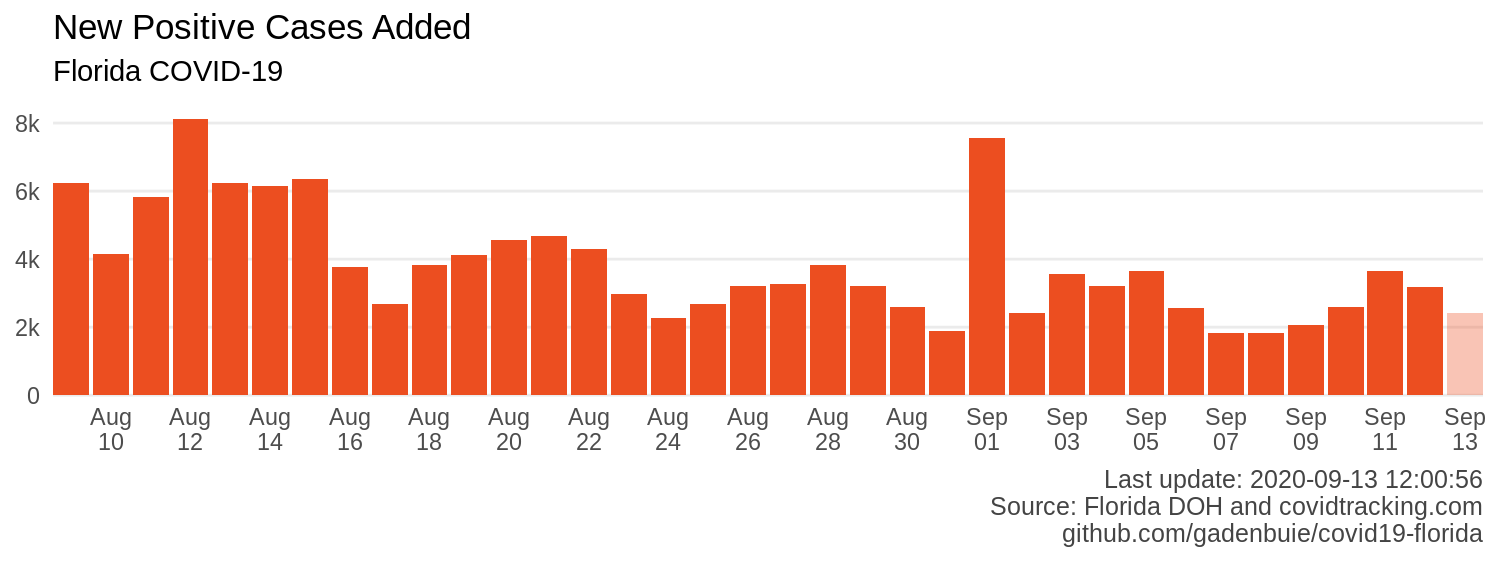 New Positive Cases Added
Florida COVID-19
8k
6k
4k
2k
0
Aug Aug Aug Aug Aug Aug Aug Aug Aug Aug Aug Sep Sep Sep Sep Sep Sep Sep
10 12 14 16 18 20 22 24 26 28 30 01 03 05 07 09 11 13
Last update: 2020-09-13 12:00:56
Source: Florida DOH and covidtracking.com
github.com/gadenbuie/covid19-florida